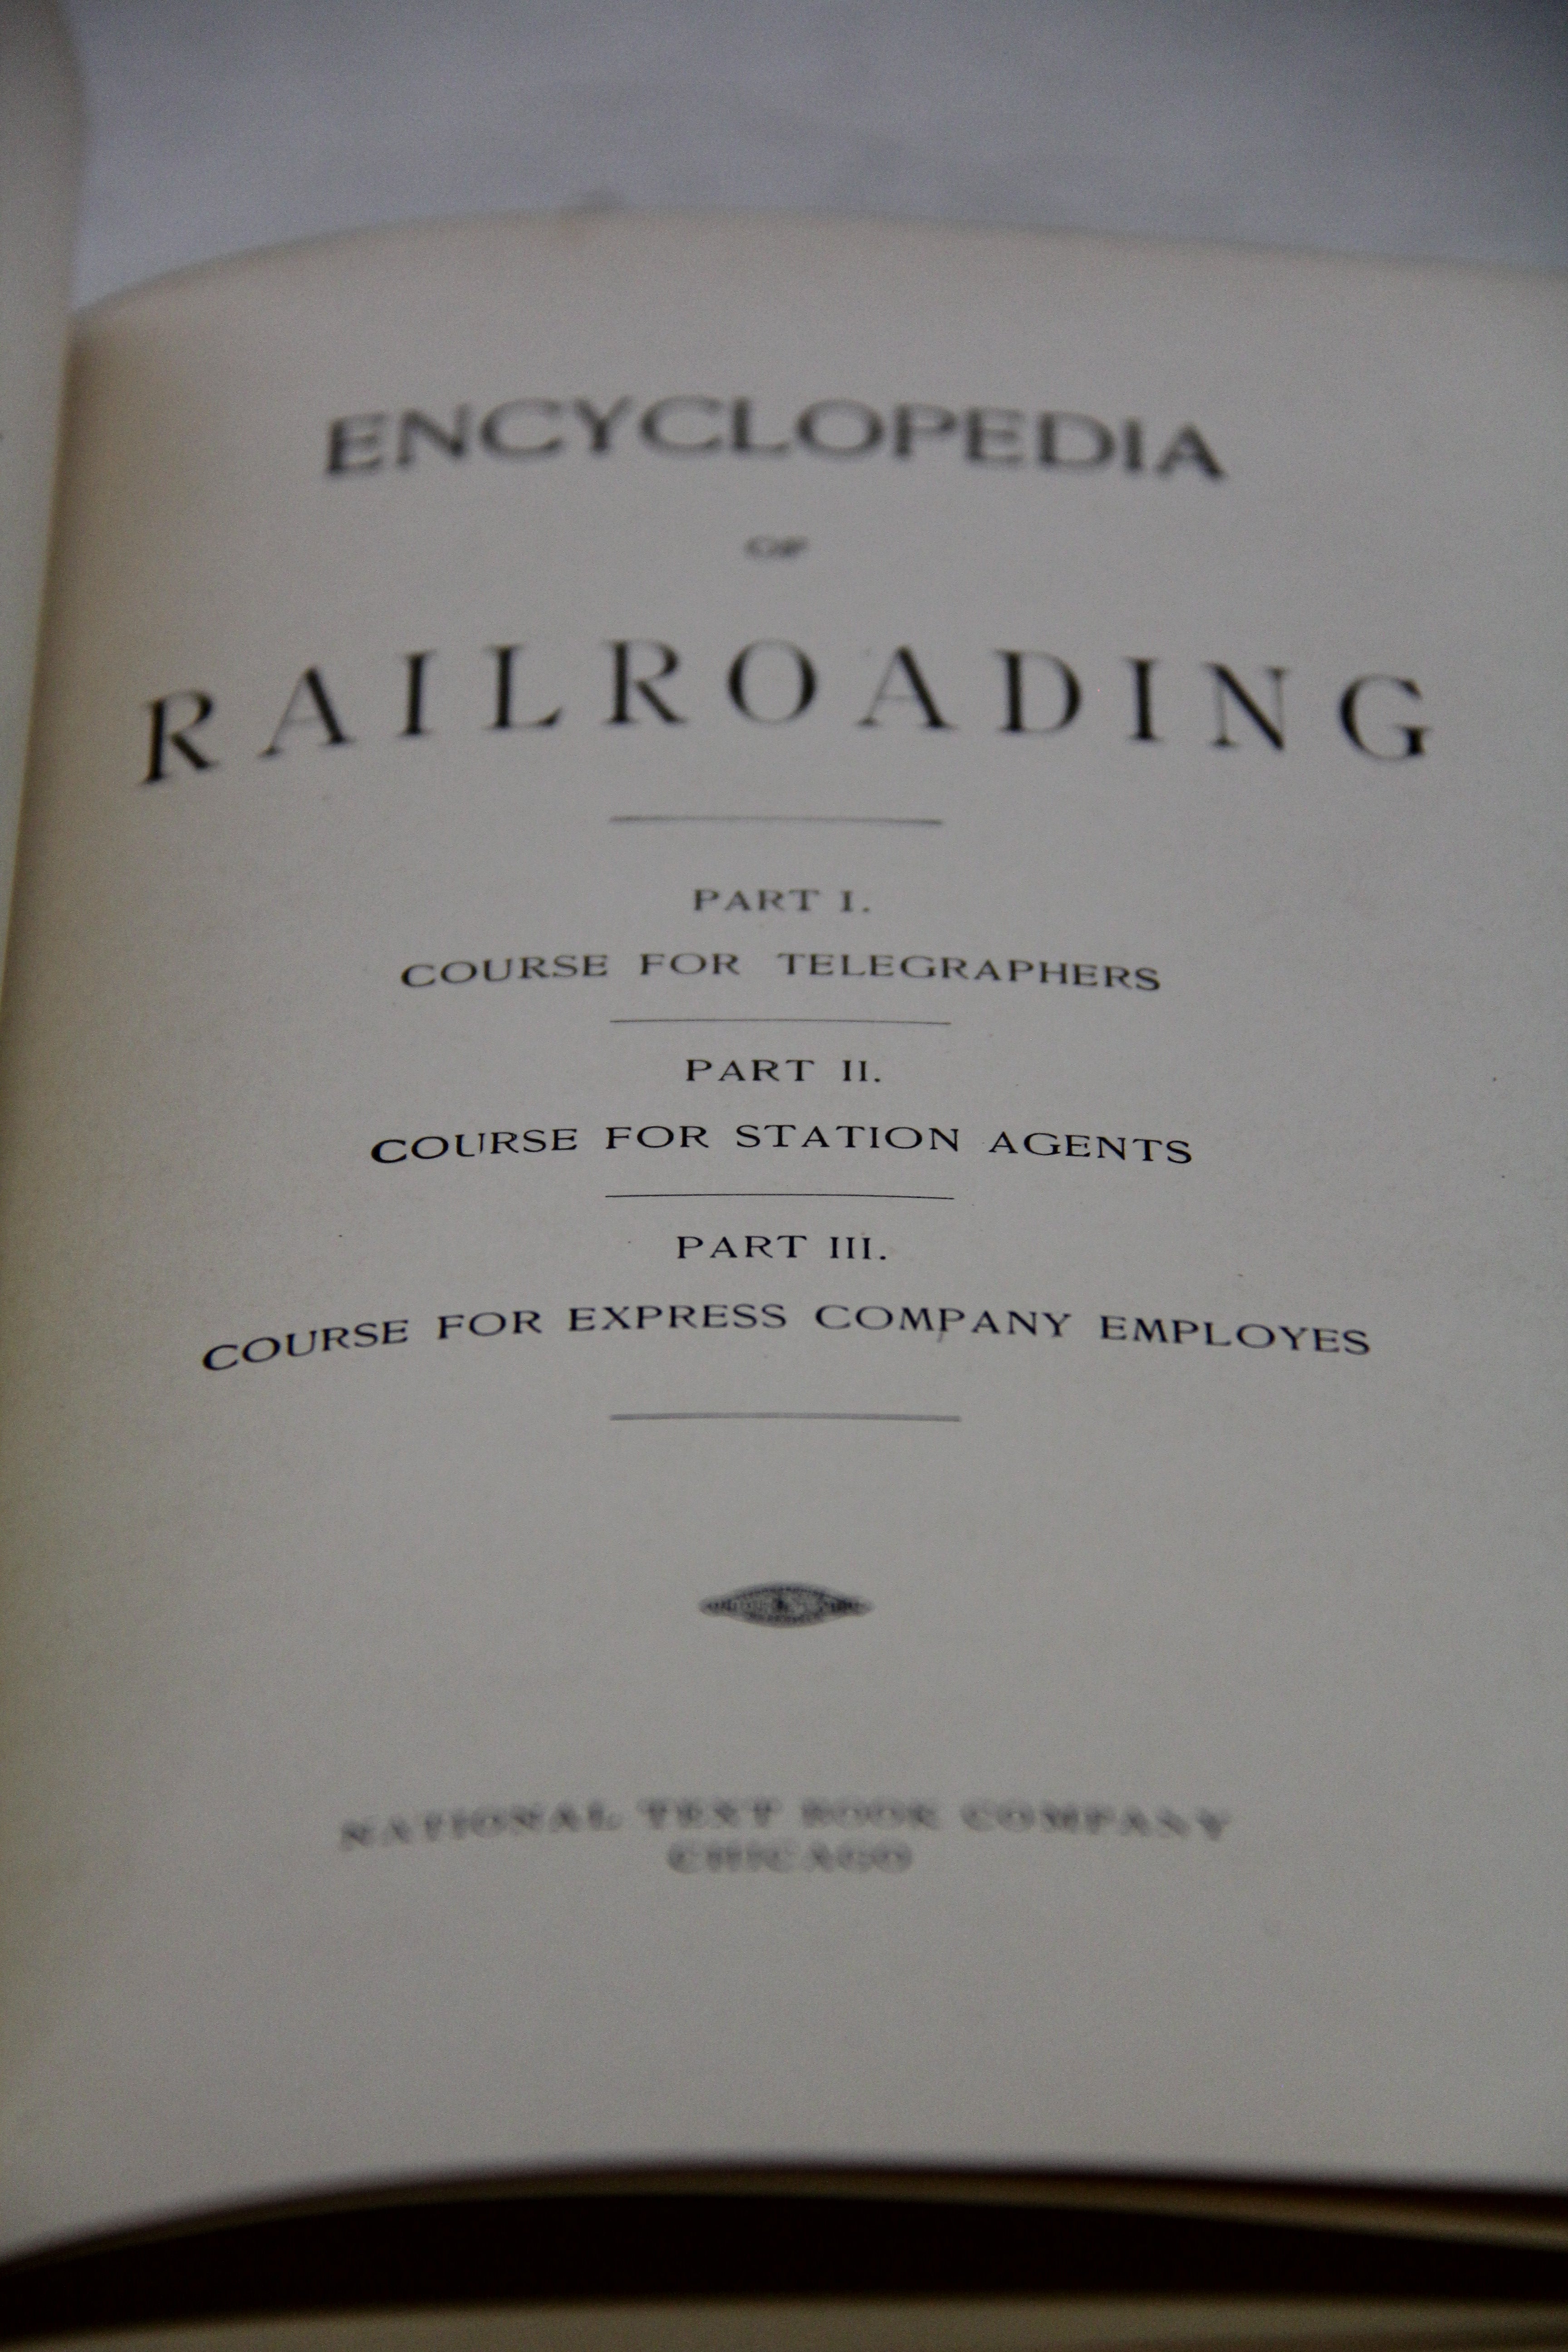 ENCYCLOPEDIA
OF
RAILROADING
PART I.
COURSE FOR TELEGRAPHERS
PART II.
COURSE FOR STATION AGENTS
PART III.
COURSE FOR EXPRESS COMPANY EMPLOYES
NATIONAL TEXT BOOK COMPANY
CHICAGO